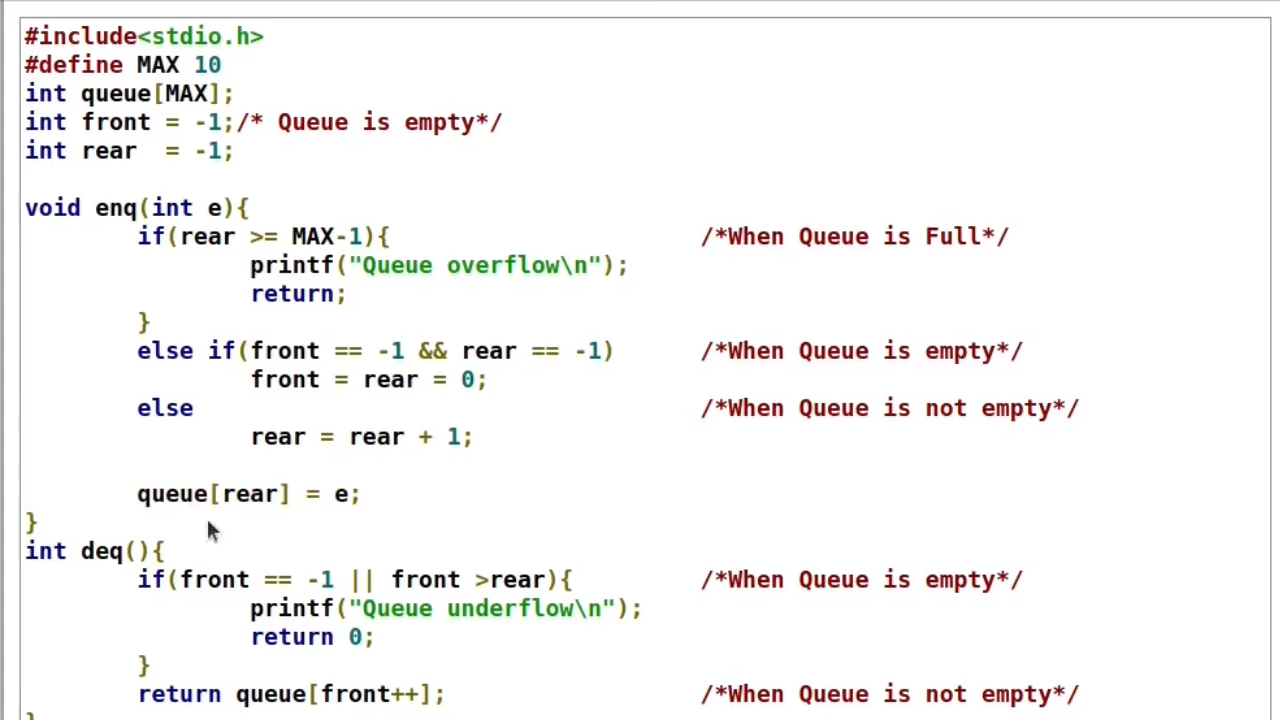 #include<stdio.h>
#define MAX 10
int queue[MAX];
int front = -1;/* Queue is empty*/
int rear  = -1;
void enq(int e){
if(rear >= MAX-1){ /*When Queue is Full*/
printf("Queue overflow\n");
return;
}
else if(front == -1 && rear == -1) /*When Queue is empty*/
front = rear = 0;
else /*When Queue is not empty*/
rear = rear + 1;
queue[rear] = e;
}
int deq(){
if(front == -1 || front >rear){ /*When Queue is empty*/
printf("Queue underflow\n");
return 0;
}
return queue[front++]; /*When Queue is not empty*/
}